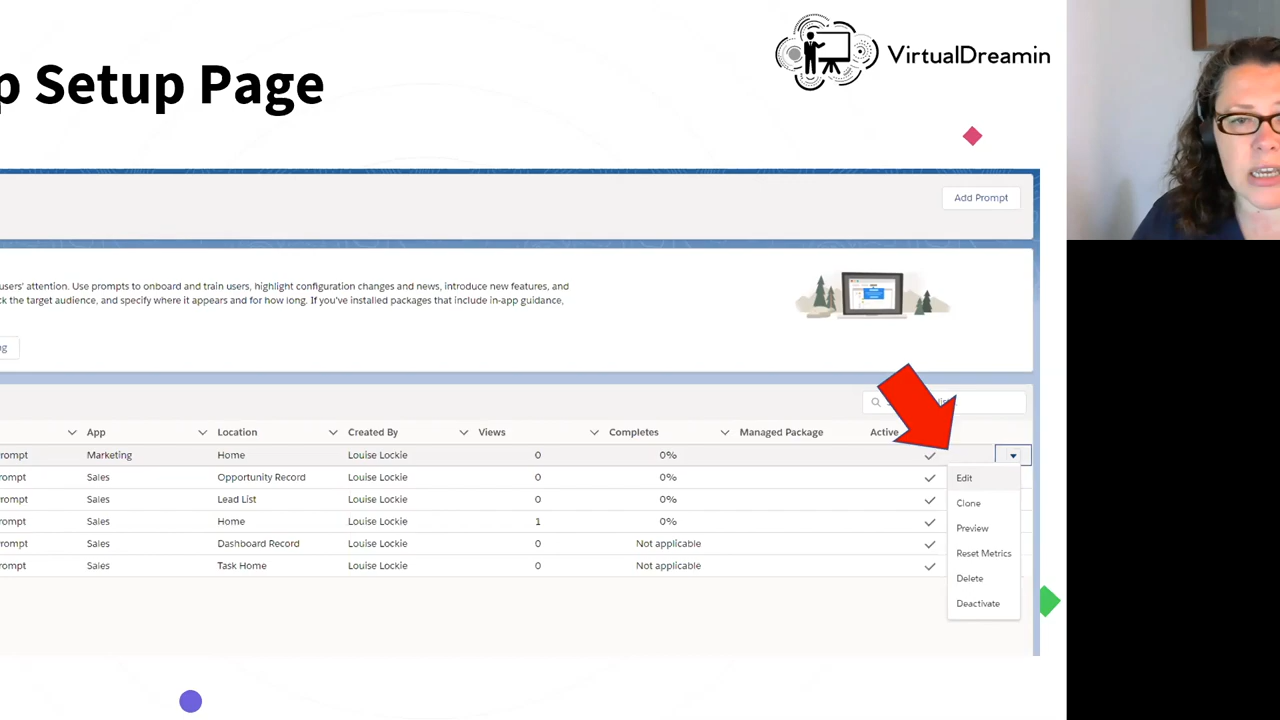 p Setup Page
VirtualDreamin
Add Prompt
users' attention. Use prompts to onboard and train users, highlight configuration changes and news, introduce new features, and
ck the target audience, and specify where it appears and for how long. If you've installed packages that include in-app guidance,
ng
App Location Created By Views Completes Managed Package Active
rompt Marketing Home Louise Lockie 0 0%
rompt Sales Opportunity Record Louise Lockie 0 0%
rompt Sales Lead List Louise Lockie 0 0%
rompt Sales Home Louise Lockie 1 0%
rompt Sales Dashboard Record Louise Lockie 0 Not applicable
rompt Sales Task Home Louise Lockie 0 Not applicable
Edit
Clone
Preview
Reset Metrics
Delete
Deactivate